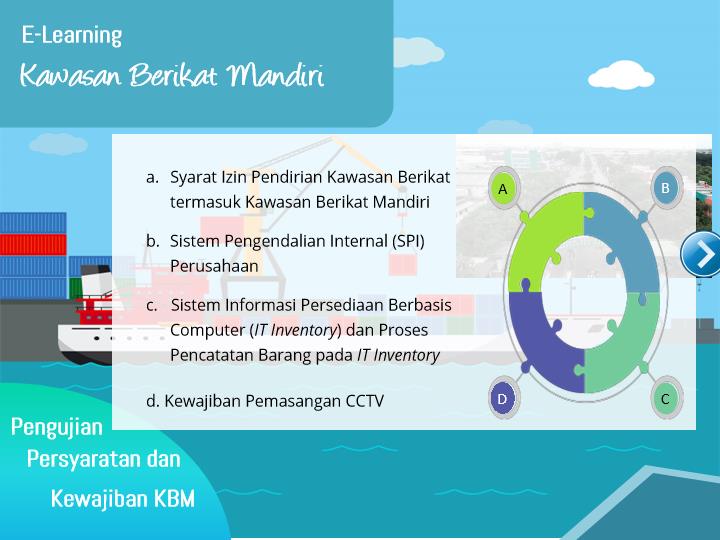 E-Learning
Kawasan Berikat Mandiri
a. Syarat Izin Pendirian Kawasan Berikat
termasuk Kawasan Berikat Mandiri
b. Sistem Pengendalian Internal (SPI)
Perusahaan
c. Sistem Informasi Persediaan Berbasis
Computer (IT Inventory) dan Proses
Pencatatan Barang pada IT Inventory
d. Kewajiban Pemasangan CCTV
A
B
D
C
Pengujian
Persyaratan dan
Kewajiban KBM